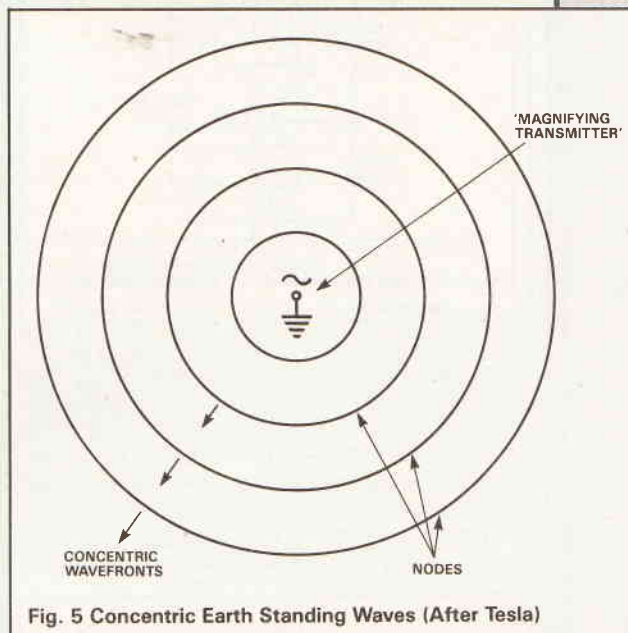 'MAGNIFYING
TRANSMITTER'
CONCENTRIC
WAVEFRONTS
NODES
Fig. 5 Concentric Earth Standing Waves (After Tesla)